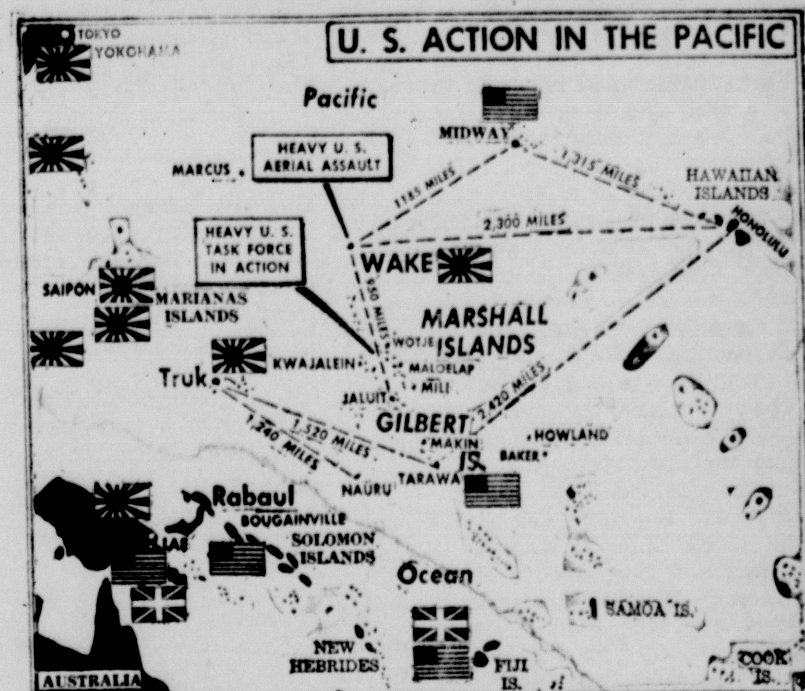 TOKYO
YOKOHAMA
U. S. ACTION IN THE PACIFIC
Pacific
MIDWAY
HEAVY U. S.
AERIAL ASSAULT
MARCUS
1185 MILES
1,315 MILES
HAWAIIAN
ISLANDS
HONOLULU
2,300 MILES
HEAVY U. S.
TASK FORCE
IN ACTION
WAKE
950 MILES
SAIPON
MARIANAS
ISLANDS
MARSHALL
ISLANDS
WOTJE
KWAJALEIN
MALOELAP
MILI
Truk
JALUIT
2,420 MILES
GILBERT
IS.
MAKIN
HOWLAND
BAKER
1,520 MILES
1,240 MILES
TARAWA
NAURU
Rabaul
BOUGAINVILLE
SOLOMON
ISLANDS
LAE
Ocean
SAMOA IS.
NEW
HEBRIDES
FIJI
IS.
COOK
IS.
AUSTRALIA